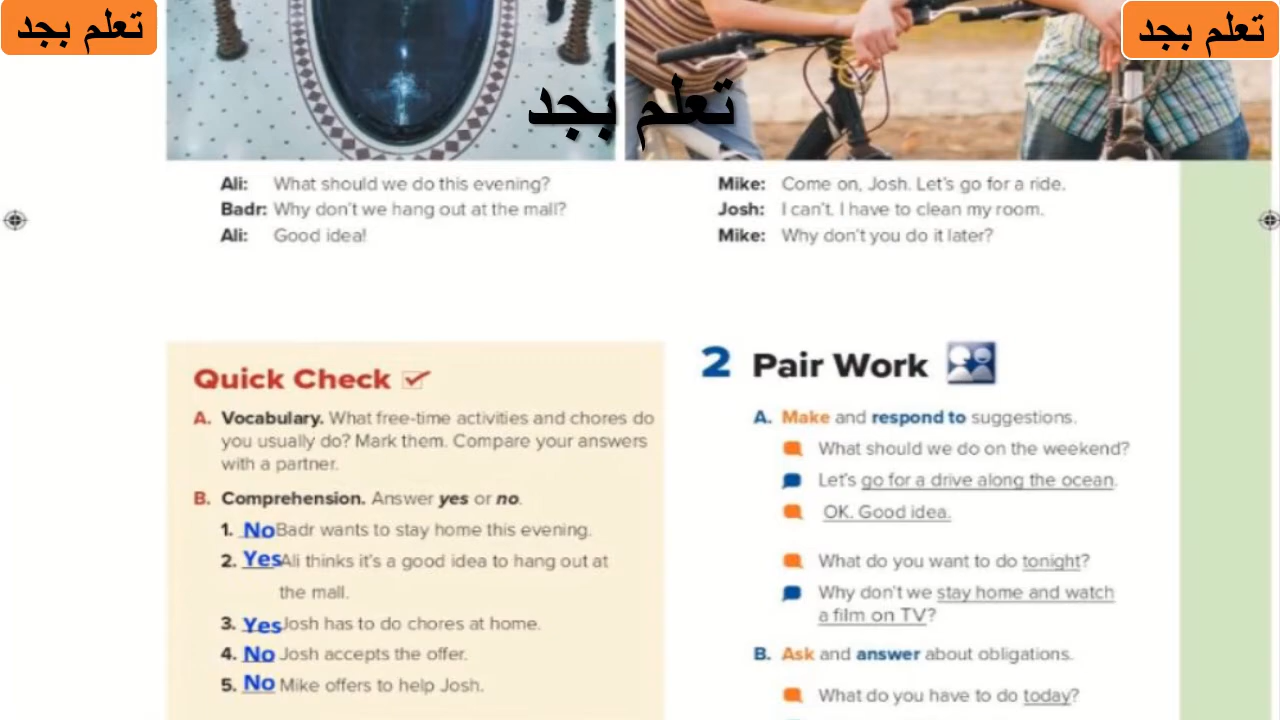 تعلم بجد
تعلم بجد
تعلم بجد
Ali: What should we do this evening?
Badr: Why don't we hang out at the mall?
Ali: Good idea!
Mike: Come on, Josh. Let's go for a ride.
Josh: I can't. I have to clean my room.
Mike: Why don't you do it later?
Quick Check
A. Vocabulary. What free-time activities and chores do
you usually do? Mark them. Compare your answers
with a partner.
B. Comprehension. Answer yes or no.
1. No Badr wants to stay home this evening.
2. Yes Ali thinks it's a good idea to hang out at
the mall.
3. Yes Josh has to do chores at home.
4. No Josh accepts the offer.
5. No Mike offers to help Josh.
2 Pair Work
A. Make and respond to suggestions.
What should we do on the weekend?
Let's go for a drive along the ocean.
OK. Good idea.
What do you want to do tonight?
Why don't we stay home and watch
a film on TV?
B. Ask and answer about obligations.
What do you have to do today?